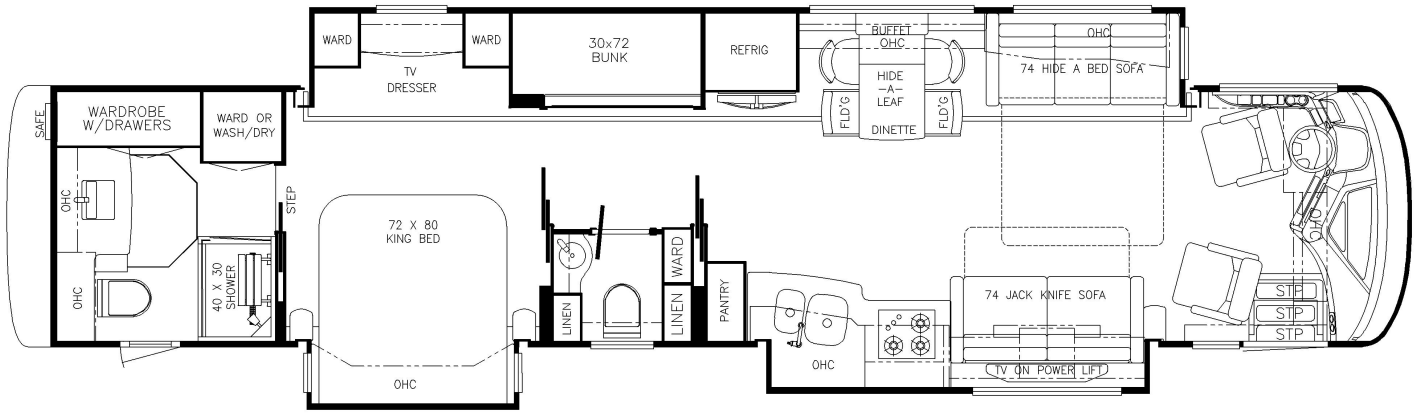 WARD
WARD
TV
DRESSER
30x72
BUNK
REFRIG
BUFFET
OHC
HIDE
-A-
LEAF
DINETTE
FLD'G
FLD'G
OHC
74 HIDE A BED SOFA
SAFE
WARDROBE
W/DRAWERS
WARD OR
WASH/DRY
OHC
OHC
STEP
40 X 30
SHOWER
72 X 80
KING BED
OHC
LINEN
WARD
LINEN
PANTRY
OHC
74 JACK KNIFE SOFA
TV ON POWER LIFT
OHC
STP
STP
STP